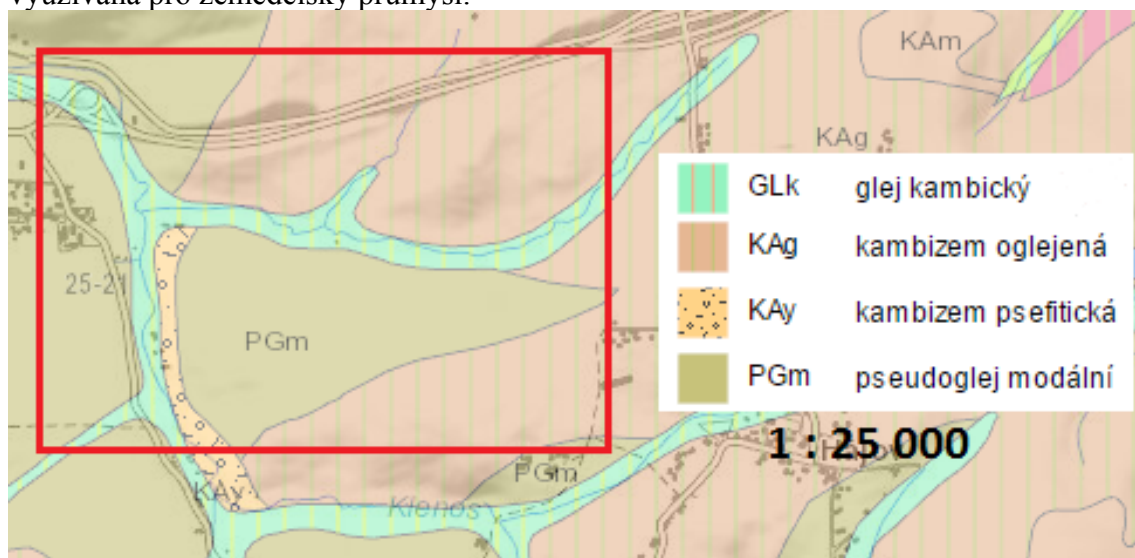 využívána pro zemědělský průmysl.
KAm
KAg
GLk glej kambický
KAg kambizem oglejená
25-21
KAy kambizem psefitická
PGm
PGm pseudoglej modální
1 : 25 000
PGm
KAy
Klenos